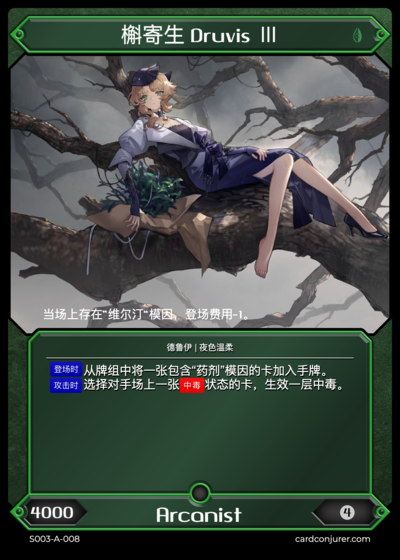 槲寄生 Druvis Ⅲ
当场上存在“维尔汀”模因，登场费用-1。
德鲁伊 | 夜色温柔
登场时 从牌组中将一张包含“药剂”模因的卡加入手牌。
攻击时 选择对手场上一张 中毒 状态的卡，生效一层中毒。
4000 Arcanist 4
S003-A-008 cardconjurer.com